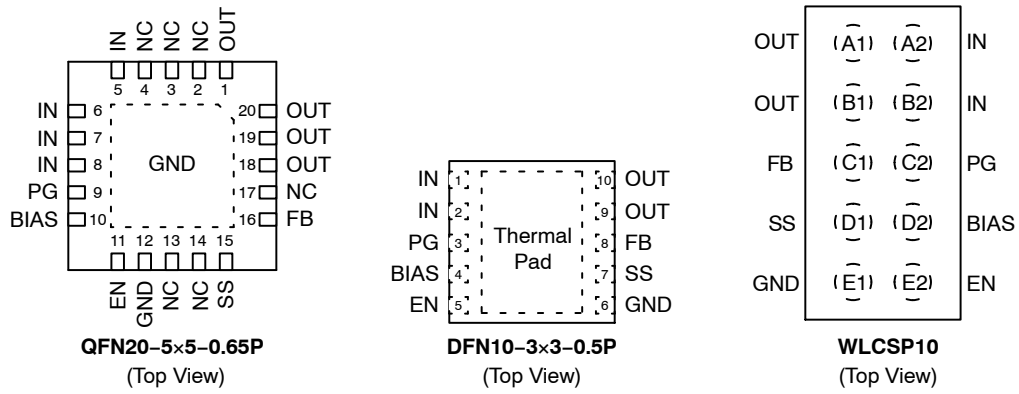 IN NC NC NC OUT
5 4 3 2 1
IN 6 20 OUT
IN 7 19 OUT
IN 8 18 OUT
PG 9 17 NC
BIAS 10 16 FB
GND
11 12 13 14 15
EN GND NC NC SS
QFN20−5×5−0.65P
(Top View)
IN 1 10 OUT
IN 2 9 OUT
PG 3 8 FB
BIAS 4 7 SS
EN 5 6 GND
Thermal
Pad
DFN10−3×3−0.5P
(Top View)
OUT A1 A2 IN
OUT B1 B2 IN
FB C1 C2 PG
SS D1 D2 BIAS
GND E1 E2 EN
WLCSP10
(Top View)